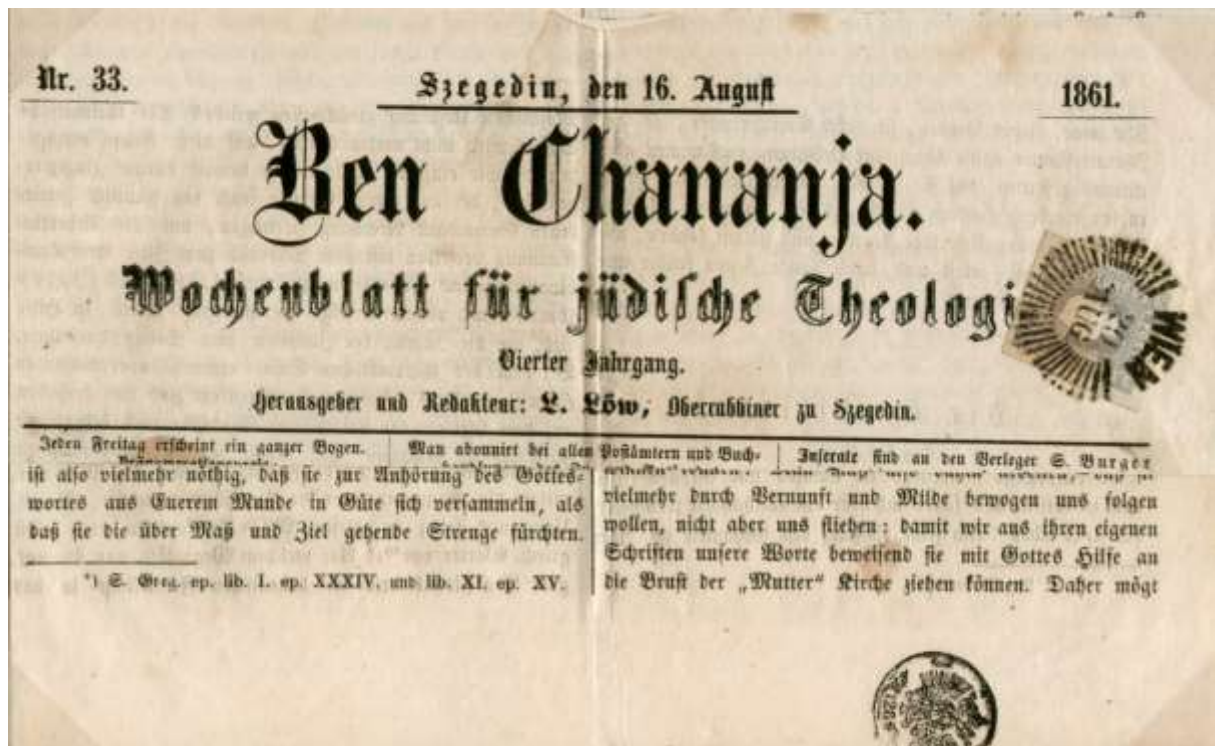 Nr. 33.
Szegedin, den 16. August
1861.
Ben Chananja.
Wochenblatt für jüdische Theologi
Vierter Jahrgang.
Herausgeber und Redakteur: L. Löw, Oberrabbiner zu Szegedin.
Jeden Freitag erscheint ein ganzer Bogen.
Man abonnirt bei allen Postämtern und Buch-
Inserate sind an den Verleger S. Burger
ist also vielmehr nöthig, daß sie zur Anhörung des Gottes-
wortes aus Euerem Munde in Güte sich versammeln, als
daß sie die über Maß und Ziel gehende Strenge fürchten.
*) S. Greg. ep. lib. I. ep. XXXIV. und lib. XI. ep. XV.
vielmehr durch Vernunft und Milde bewogen uns folgen
wollen, nicht aber uns fliehen: damit wir aus ihren eigenen
Schriften unsere Worte beweisend sie mit Gottes Hilfe an
die Brust der „Mutter“ Kirche ziehen können. Daher mögt
WIEN